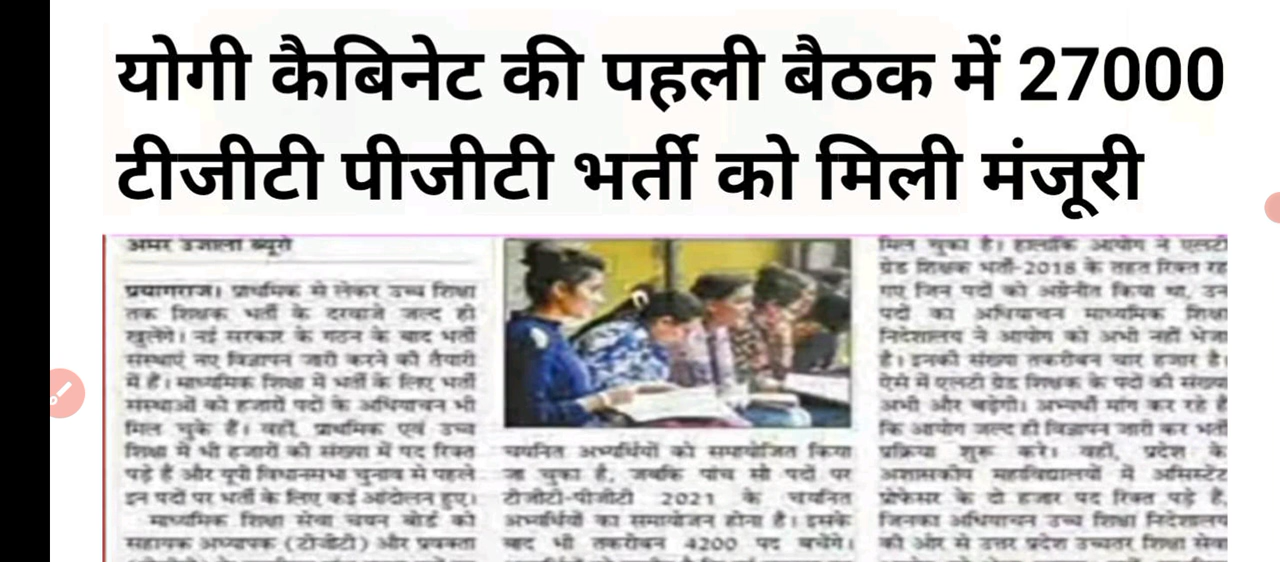 योगी कैबिनेट की पहली बैठक में 27000
टीजीटी पीजीटी भर्ती को मिली मंजूरी
अमर उजाला ब्यूरो
प्रयागराज। प्राथमिक से लेकर उच्च शिक्षा
तक शिक्षक भर्ती के दरवाजे जल्द ही
खुलेंगे। नई सरकार के गठन के बाद भर्ती
संस्थाएं नए विज्ञापन जारी करने की तैयारी
में हैं। माध्यमिक शिक्षा में भर्ती के लिए भर्ती
संस्थाओं को हजारों पदों के अधियाचन भी
मिल चुके हैं। वहीं, प्राथमिक एवं उच्च
शिक्षा में भी हजारों की संख्या में पद रिक्त
पड़े हैं और यूपी विधानसभा चुनाव से पहले
इन पदों पर भर्ती के लिए कई आंदोलन हुए।
माध्यमिक शिक्षा सेवा चयन बोर्ड को
सहायक अध्यापक (टीजीटी) और प्रवक्ता
चयनित अभ्यर्थियों को समायोजित किया
जा चुका है, जबकि पांच सौ पदों पर
टीजीटी-पीजीटी 2021 के चयनित
अभ्यर्थियों का समायोजन होना है। इसके
बाद भी तकरीबन 4200 पद बचेंगे।
मिल चुका है। हालांकि आयोग ने एलटी
ग्रेड शिक्षक भर्ती-2018 के तहत रिक्त रह
गए जिन पदों को अग्रेनीत किया था, उन
पदों का अधियाचन माध्यमिक शिक्षा
निदेशालय ने आयोग को अभी नहीं भेजा
है। इनकी संख्या तकरीबन चार हजार है।
ऐसे में एलटी ग्रेड शिक्षक के पदों की संख्या
अभी और बढ़ेगी। अभ्यर्थी मांग कर रहे हैं
कि आयोग जल्द ही विज्ञापन जारी कर भर्ती
प्रक्रिया शुरू करे। वहीं, प्रदेश के
अशासकीय महाविद्यालयों में असिस्टेंट
प्रोफेसर के दो हजार पद रिक्त पड़े हैं,
जिनका अधियाचन उच्च शिक्षा निदेशालय
की ओर से उत्तर प्रदेश उच्चतर शिक्षा सेवा